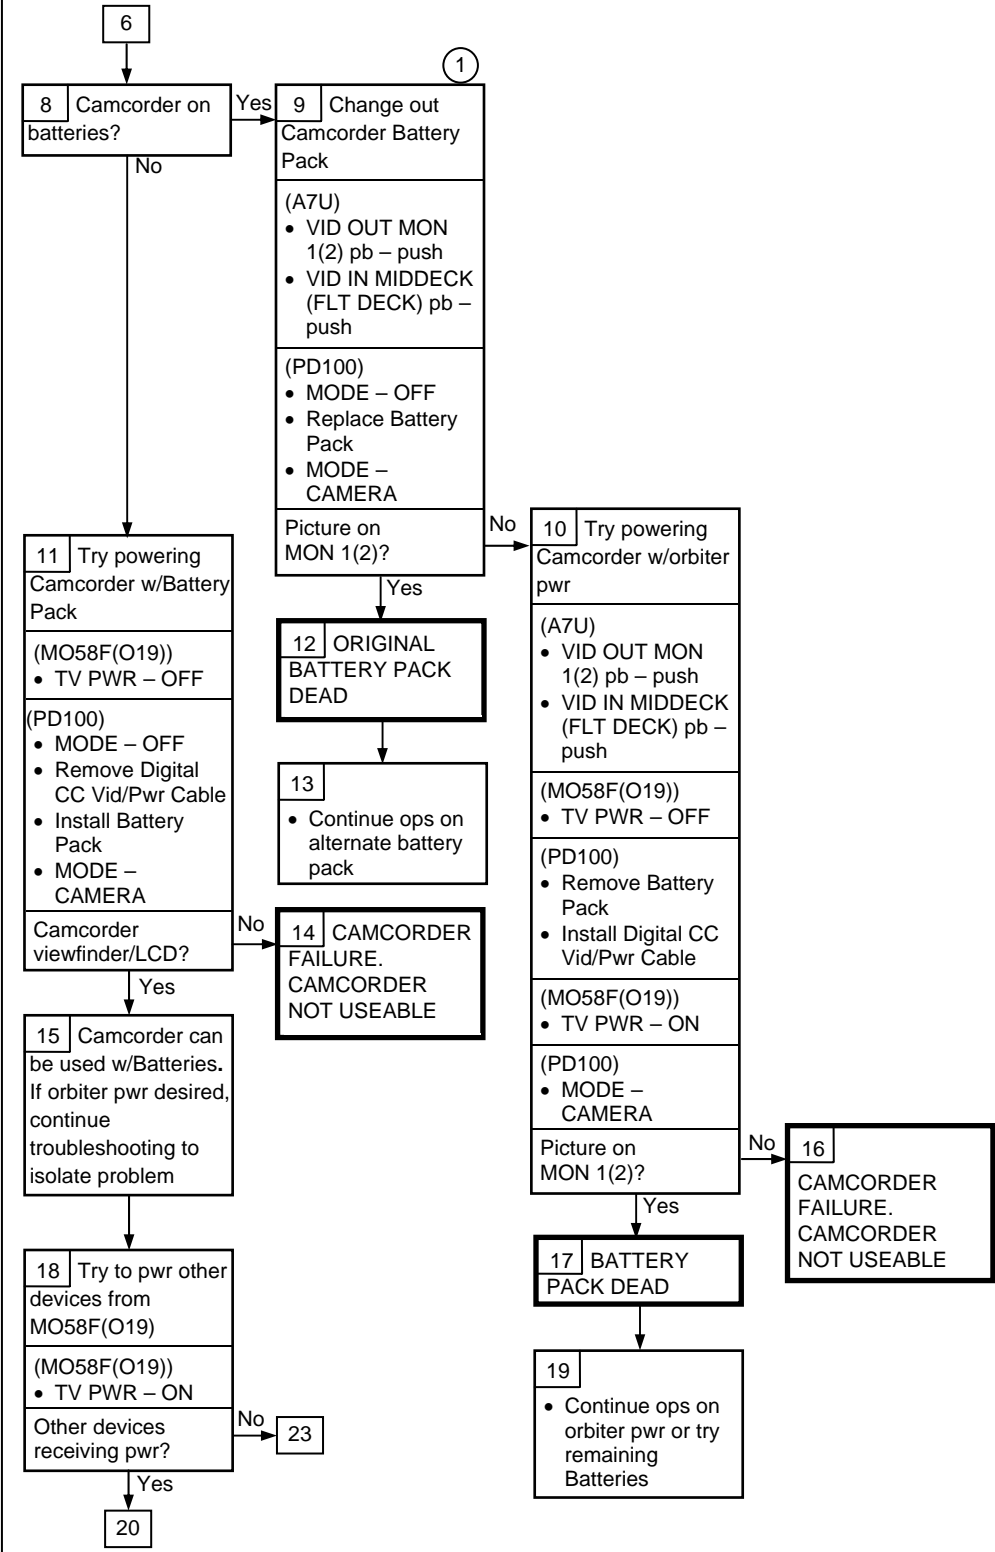 6
1
8 Camcorder on
batteries?
Yes
No
9 Change out
Camcorder Battery
Pack
(A7U)
• VID OUT MON
1(2) pb – push
• VID IN MIDDECK
(FLT DECK) pb –
push
(PD100)
• MODE – OFF
• Replace Battery
Pack
• MODE –
CAMERA
Picture on
MON 1(2)?
No
Yes
10 Try powering
Camcorder w/orbiter
pwr
(A7U)
• VID OUT MON
1(2) pb – push
• VID IN MIDDECK
(FLT DECK) pb –
push
(MO58F(O19))
• TV PWR – OFF
(PD100)
• Remove Battery
Pack
• Install Digital CC
Vid/Pwr Cable
(MO58F(O19))
• TV PWR – ON
(PD100)
• MODE –
CAMERA
Picture on
MON 1(2)?
No
Yes
11 Try powering
Camcorder w/Battery
Pack
(MO58F(O19))
• TV PWR – OFF
(PD100)
• MODE – OFF
• Remove Digital
CC Vid/Pwr Cable
• Install Battery
Pack
• MODE –
CAMERA
Camcorder
viewfinder/LCD?
No
Yes
12 ORIGINAL
BATTERY PACK
DEAD
13
• Continue ops on
alternate battery
pack
14 CAMCORDER
FAILURE.
CAMCORDER
NOT USEABLE
15 Camcorder can
be used w/Batteries.
If orbiter pwr desired,
continue
troubleshooting to
isolate problem
16
CAMCORDER
FAILURE.
CAMCORDER
NOT USEABLE
17 BATTERY
PACK DEAD
18 Try to pwr other
devices from
MO58F(O19)
(MO58F(O19))
• TV PWR – ON
Other devices
receiving pwr?
No
23
Yes
20
19
• Continue ops on
orbiter pwr or try
remaining
Batteries